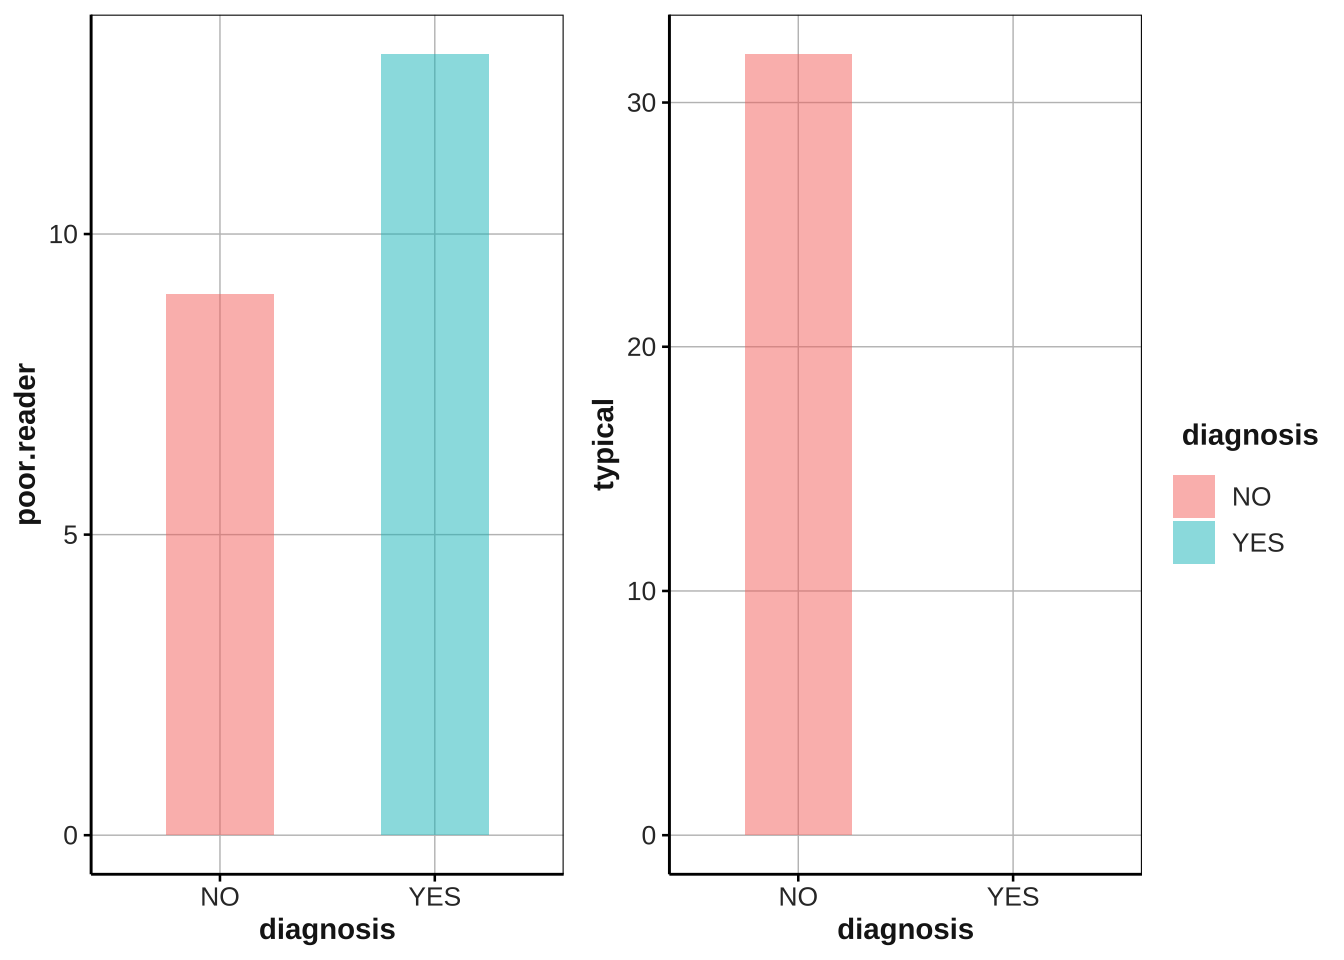 poor.reader
10
5
0
NO YES
diagnosis
typical
30
20
10
0
NO YES
diagnosis
diagnosis
NO
YES